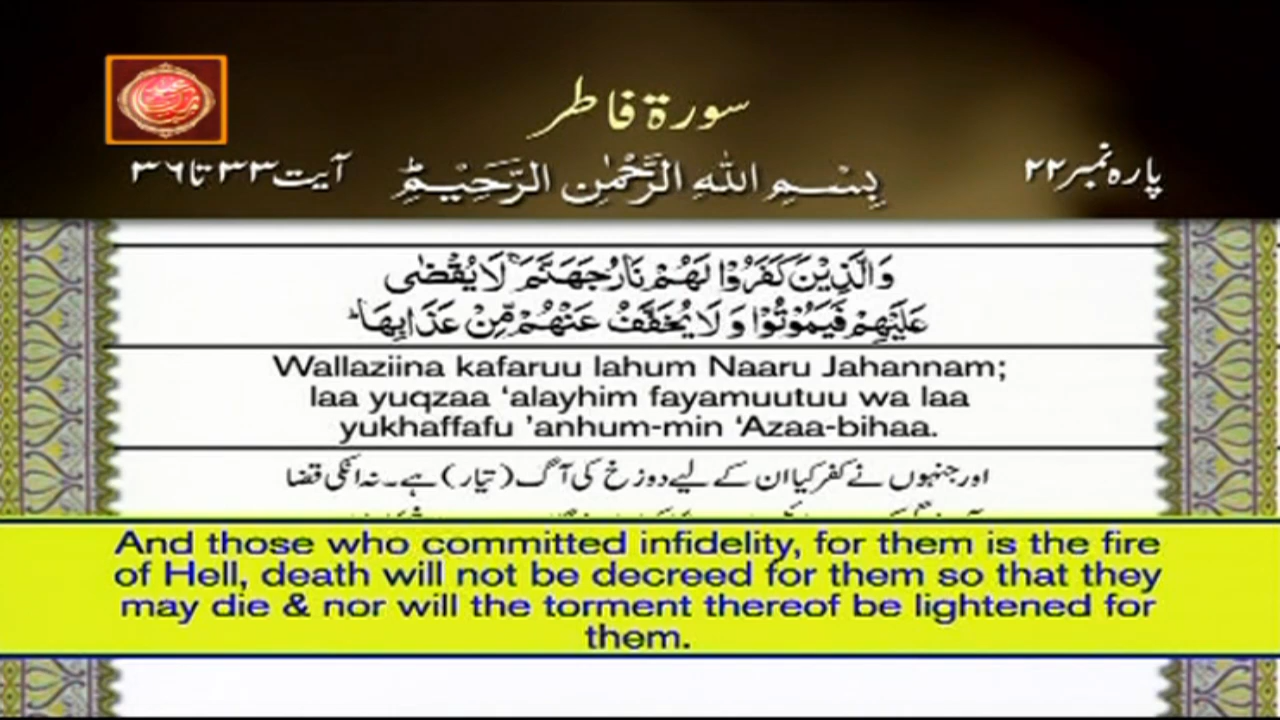 سورة فاطر
پارہ نمبر ۲۲
بِسْمِ اللهِ الرَّحْمٰنِ الرَّحِيْمِ
آیت ۳۳ تا ۳۶
وَالَّذِيْنَ كَفَرُوْا لَهُمْ نَارُ جَهَنَّمَ ۚ لَا يُقْضٰى
عَلَيْهِمْ فَيَمُوْتُوْا وَ لَا يُخَفَّفُ عَنْهُمْ مِّنْ عَذَابِهَا ؕ
Wallaziina kafaruu lahum Naaru Jahannam;
laa yuqzaa ‘alayhim fayamuutuu wa laa
yukhaffafu ’anhum-min ‘Azaa-bihaa.
اور جنہوں نے کفر کیا ان کے لیے دوزخ کی آگ (تیار) ہے۔ نہ انکی قضا
And those who committed infidelity, for them is the fire
of Hell, death will not be decreed for them so that they
may die & nor will the torment thereof be lightened for
them.